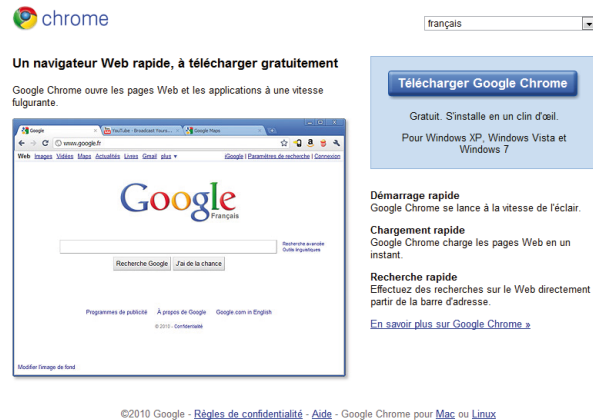 chrome
français
Un navigateur Web rapide, à télécharger gratuitement
Google Chrome ouvre les pages Web et les applications à une vitesse
fulgurante.
Google
YouTube - Broadcast Yours...
Google Maps
www.google.fr
Web Images Vidéos Maps Actualités Livres Gmail plus ▼
iGoogle | Paramètres de recherche | Connexion
Google
Français
Recherche avancée
Outils linguistiques
Recherche Google
J'ai de la chance
Programmes de publicité
À propos de Google
Google.com in English
© 2010 - Confidentialité
Modifier l'image de fond
Télécharger Google Chrome
Gratuit. S'installe en un clin d'œil.
Pour Windows XP, Windows Vista et
Windows 7
Démarrage rapide
Google Chrome se lance à la vitesse de l'éclair.
Chargement rapide
Google Chrome charge les pages Web en un
instant.
Recherche rapide
Effectuez des recherches sur le Web directement
partir de la barre d'adresse.
En savoir plus sur Google Chrome »
©2010 Google - Règles de confidentialité - Aide - Google Chrome pour Mac ou Linux